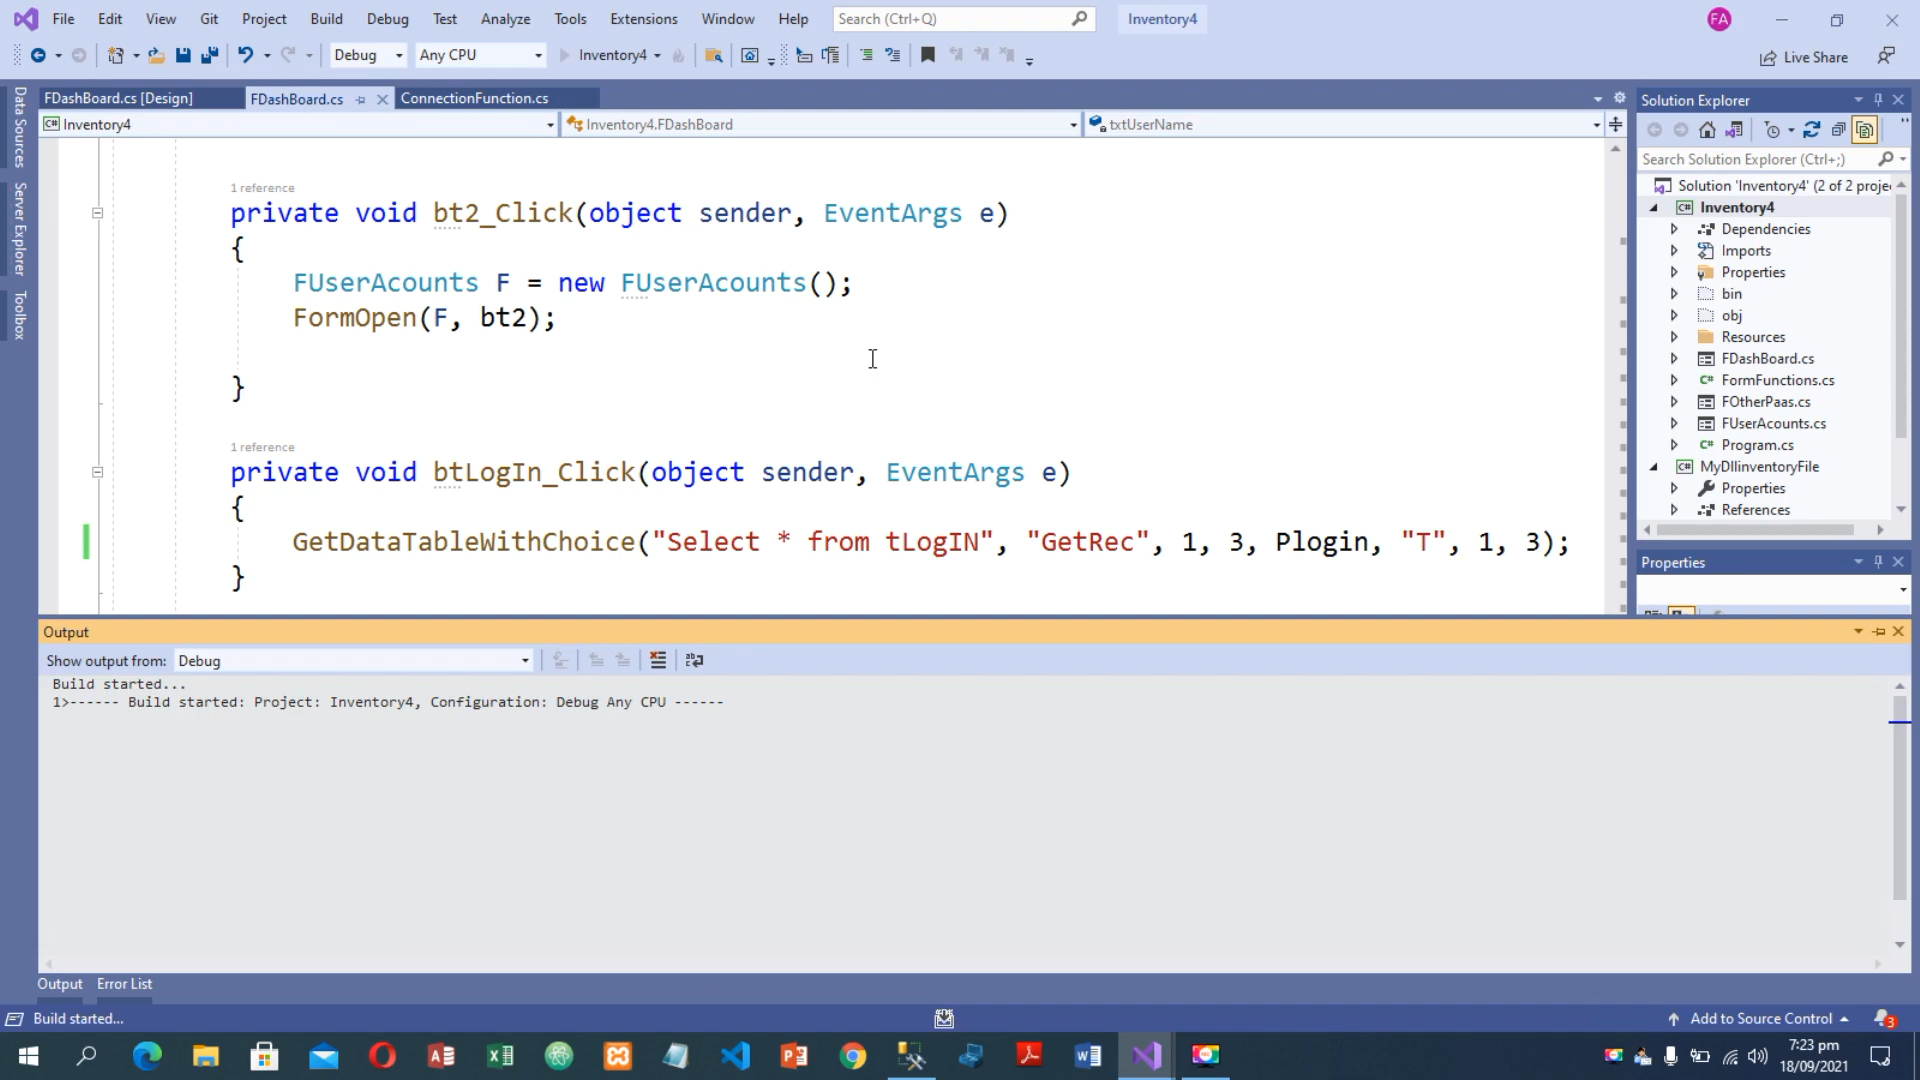 File Edit View Git Project Build Debug Test Analyze Tools Extensions Window Help Search (Ctrl+Q) Inventory4 FA
Debug Any CPU Inventory4 Live Share
FDashBoard.cs [Design] FDashBoard.cs ConnectionFunction.cs
Inventory4 Inventory4.FDashBoard txtUserName
Data Sources
Server Explorer
Toolbox
1 reference
private void bt2_Click(object sender, EventArgs e)
{
FUserAcounts F = new FUserAcounts();
FormOpen(F, bt2);
}
1 reference
private void btLogIn_Click(object sender, EventArgs e)
{
GetDataTableWithChoice("Select * from tLogIN", "GetRec", 1, 3, Plogin, "T", 1, 3);
}
Solution Explorer
Search Solution Explorer (Ctrl+;)
Solution 'Inventory4' (2 of 2 proje
Inventory4
Dependencies
Imports
Properties
bin
obj
Resources
FDashBoard.cs
FormFunctions.cs
FOtherPaas.cs
FUserAcounts.cs
Program.cs
MyDllinventoryFile
Properties
References
Properties
Output
Show output from: Debug
Build started...
1>------ Build started: Project: Inventory4, Configuration: Debug Any CPU ------
Output Error List
Build started... Add to Source Control 3
7:23 pm
18/09/2021